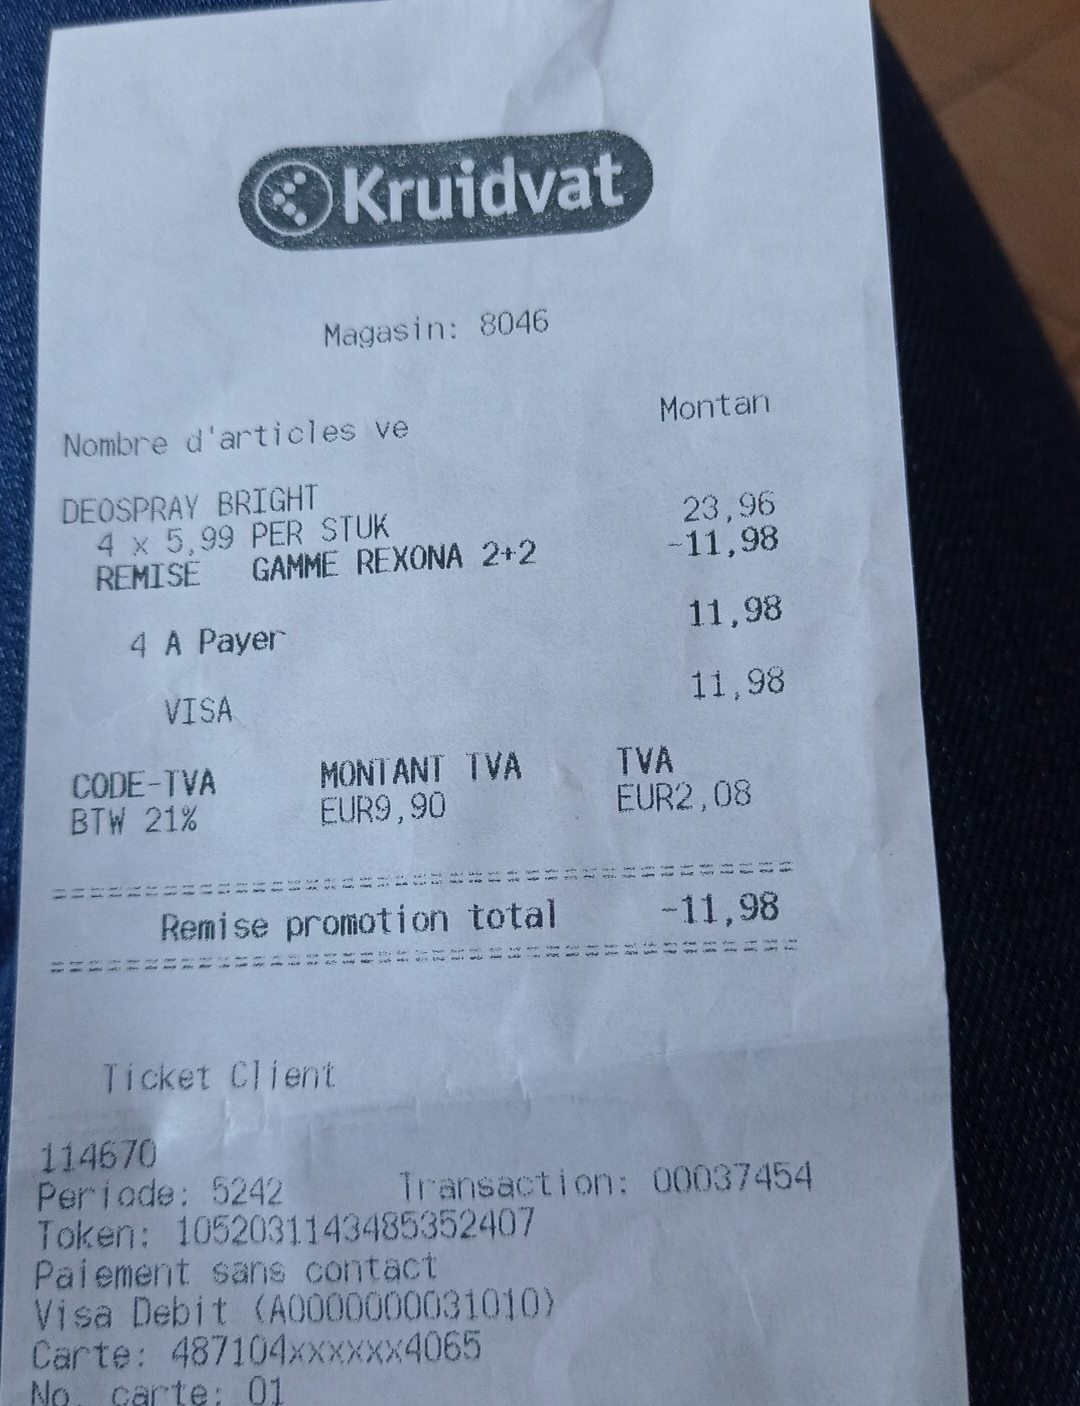 Kruidvat
Magasin: 8046
Nombre d'articles ve Montan
DEOSPRAY BRIGHT 23,96
4 x 5,99 PER STUK
REMISE GAMME REXONA 2+2 -11,98
4 A Payer 11,98
VISA 11,98
CODE-TVA MONTANT TVA TVA
BTW 21% EUR9,90 EUR2,08
Remise promotion total -11,98
Ticket Client
114670
Periode: 5242 Transaction: 00037454
Token: 1052031143485352407
Paiement sans contact
Visa Debit (A0000000031010)
Carte: 487104xxxxxx4065
No. carte: 01